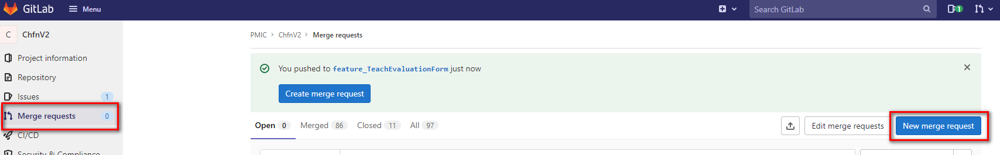 GitLab Menu Search GitLab 1
C ChfnV2
PMIC > ChfnV2 > Merge requests
Project information
You pushed to feature_TeachEvaluationForm just now
Repository
Create merge request
Issues 1
Merge requests 0
Open 0 Merged 86 Closed 11 All 97 Edit merge requests New merge request
CI/CD
Security & Compliance